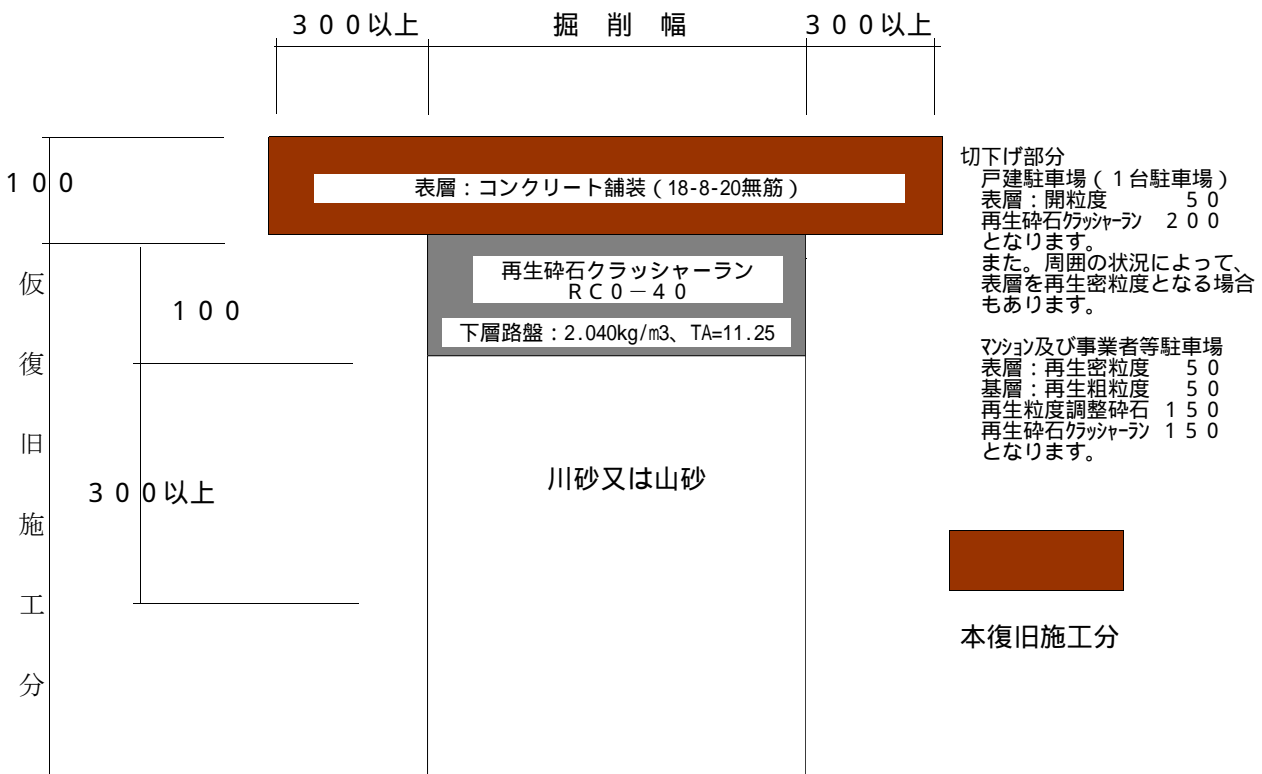 ３００以上
掘 削 幅
３００以上
１００
表層：コンクリート舗装（18-8-20無筋）
再生砕石クラッシャーラン
ＲＣ０－４０
下層路盤：2.040kg/m3、TA=11.25
１００
３００以上
川砂又は山砂
仮
復
旧
施
工
分
切下げ部分
戸建駐車場（１台駐車場）
表層：開粒度 ５０
再生砕石ｸﾗｯｼｬｰﾗﾝ ２００
となります。
また。周囲の状況によって、
表層を再生密粒度となる場合
もあります。
ﾏﾝｼｮﾝ及び事業者等駐車場
表層：再生密粒度 ５０
基層：再生粗粒度 ５０
再生粒度調整砕石 １５０
再生砕石ｸﾗｯｼｬｰﾗﾝ １５０
となります。
本復旧施工分